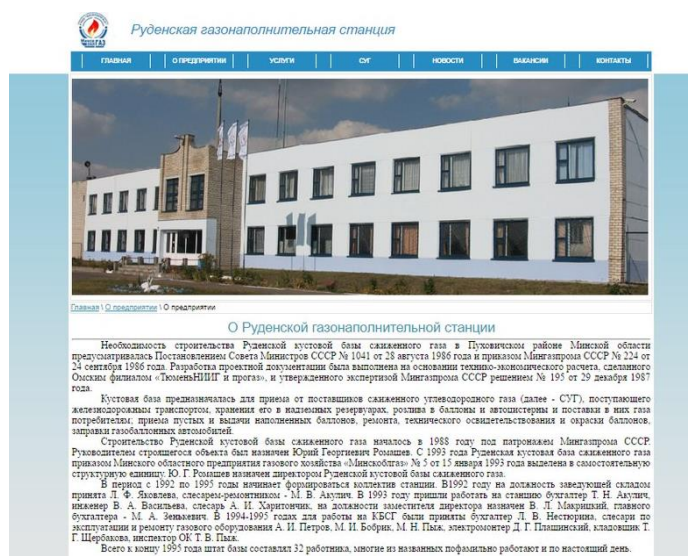 Руденская газонаполнительная станция
ГЛАВНАЯ О ПРЕДПРИЯТИИ УСЛУГИ СУГ НОВОСТИ ВАКАНСИИ КОНТАКТЫ
Главная \ О предприятии \ О предприятии
О Руденской газонаполнительной станции
Необходимость строительства Руденской кустовой базы сжиженного газа в Пуховичском районе Минской области
предусматривалась Постановлением Совета Министров СССР № 1041 от 28 августа 1986 года и приказом Мингазпрома СССР № 224 от
24 сентября 1986 года. Разработка проектной документации была выполнена на основании технико-экономического расчета, сделанного
Омским филиалом «ТюменьНИИГ и прогаз», и утвержденного экспертизой Мингазпрома СССР решением № 195 от 29 декабря 1987
года.
Кустовая база предназначалась для приема от поставщиков сжиженного углеводородного газа (далее - СУГ), поступающего
железнодорожным транспортом, хранения его в надземных резервуарах, розлива в баллоны и автоцистерны и поставки в них газа
потребителям; приема пустых и выдачи наполненных баллонов, ремонта, технического освидетельствования и окраски баллонов,
заправки газобаллонных автомобилей.
Строительство Руденской кустовой базы сжиженного газа началось в 1988 году под патронажем Мингазпрома СССР.
Руководителем строящегося объекта был назначен Юрий Георгиевич Ромашев. С 1993 года Руденская кустовая база сжиженного газа
приказом Минского областного предприятия газового хозяйства «Минскоблгаз» № 5 от 15 января 1993 года выделена в самостоятельную
структурную единицу. Ю. Г. Ромашев назначен директором Руденской кустовой базы сжиженного газа.
В период с 1992 по 1995 годы начинает формироваться коллектив станции. В1992 году на должность заведующей складом
принята Л. Ф. Яковлева, слесарем-ремонтником - М. В. Акулич. В 1993 году пришли работать на станцию бухгалтер Т. Н. Акулич,
инженер В. А. Васильева, слесарь А. И. Харитончик, на должности заместителя директора назначен В. Л. Макрицкий, главного
бухгалтера - М. А. Зенькевич. В 1994-1995 годах для работы на КБСГ были приняты бухгалтер Л. В. Нестюрина, слесари по
эксплуатации и ремонту газового оборудования А. И. Петров, М. И. Бобрик, М. Н. Пыж, электромонтер Д. Г. Плашинский, кладовщик Т.
Г. Щербакова, инспектор ОК Т. В. Пыж.
Всего к концу 1995 года штат базы составлял 32 работника, многие из названных пофамильно работают и по настоящий день.